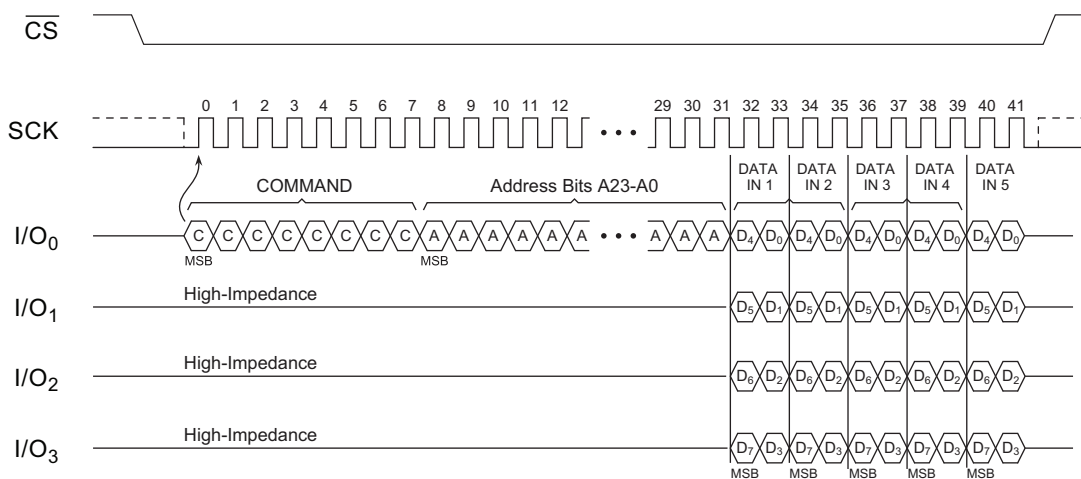 CS
0 1 2 3 4 5 6 7 8 9 10 11 12 29 30 31 32 33 34 35 36 37 38 39 40 41
SCK •••
COMMAND Address Bits A23-A0 DATA IN 1 DATA IN 2 DATA IN 3 DATA IN 4 DATA IN 5
I/O0 C C C C C C C C A A A A A A ••• A A A D4 D0 D4 D0 D4 D0 D4 D0 D4 D0
MSB MSB
High-Impedance
I/O1 D5 D1 D5 D1 D5 D1 D5 D1 D5 D1
High-Impedance
I/O2 D6 D2 D6 D2 D6 D2 D6 D2 D6 D2
High-Impedance
I/O3 D7 D3 D7 D3 D7 D3 D7 D3 D7 D3
MSB MSB MSB MSB MSB